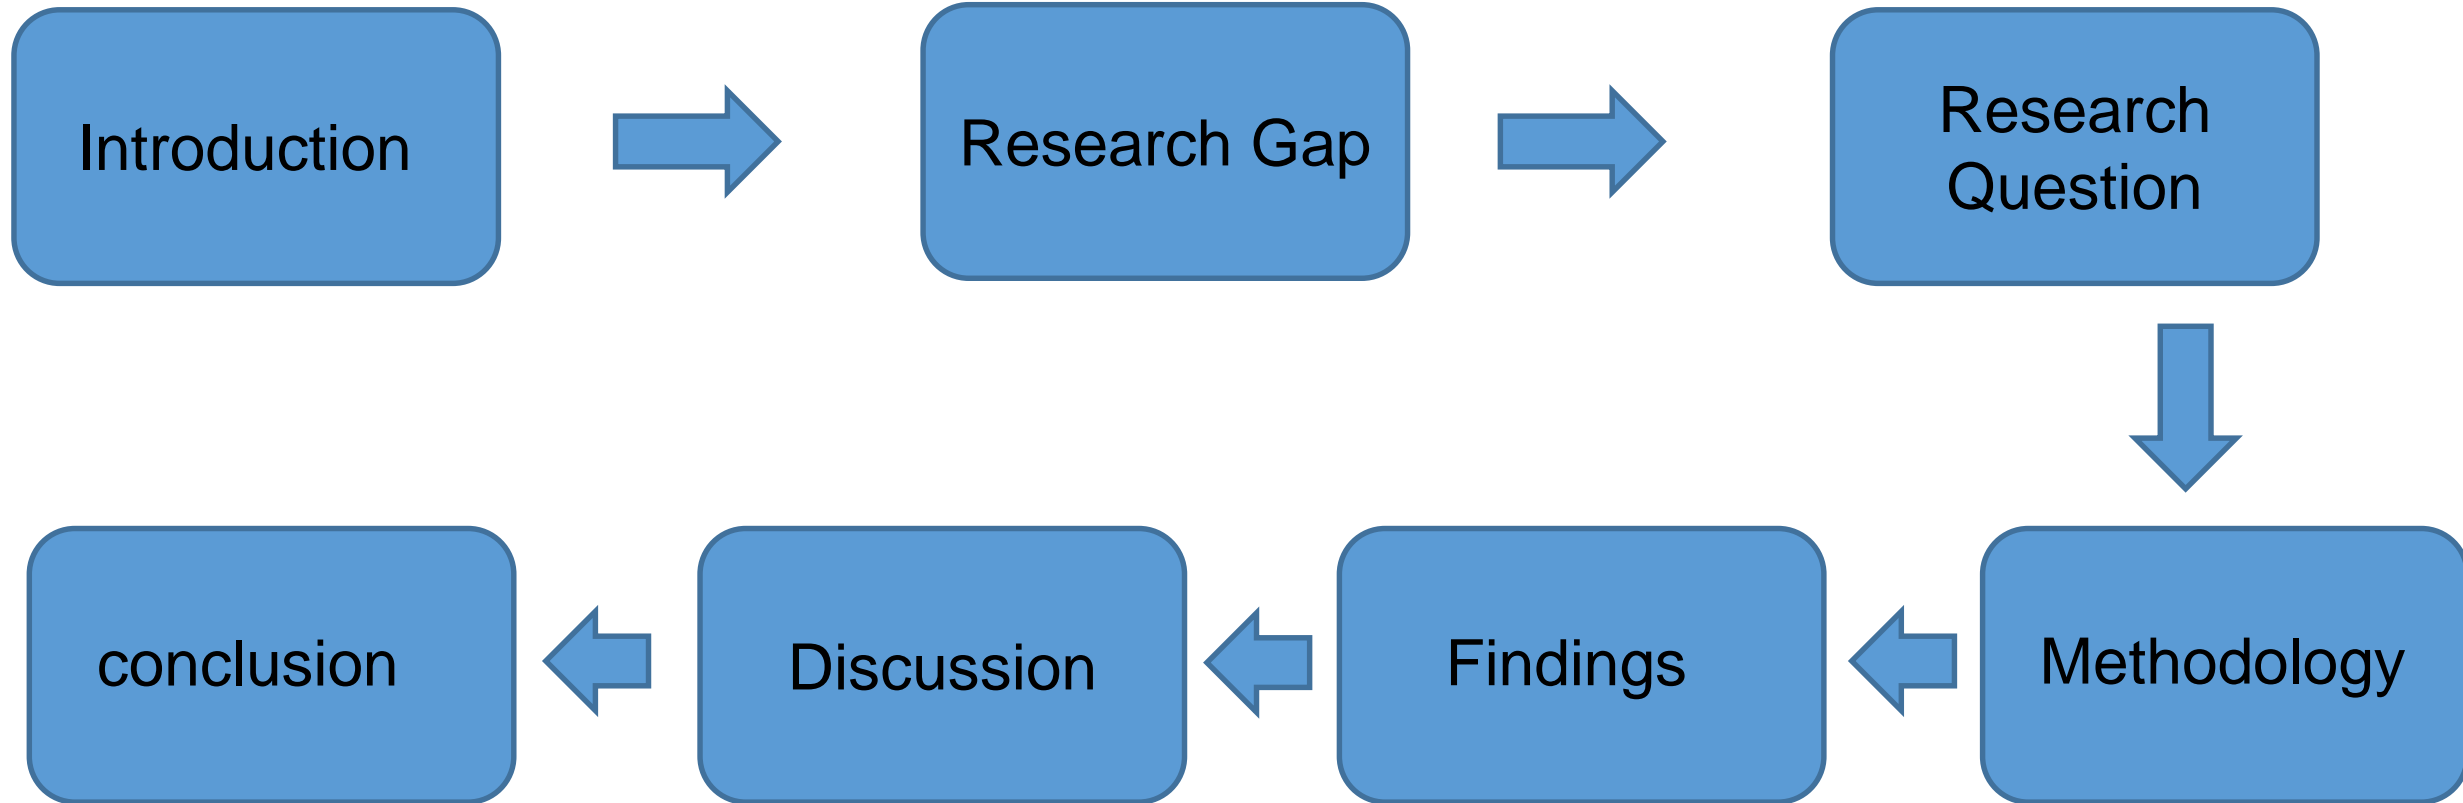 Introduction
Research Gap
Research
Question
Methodology
Findings
Discussion
conclusion